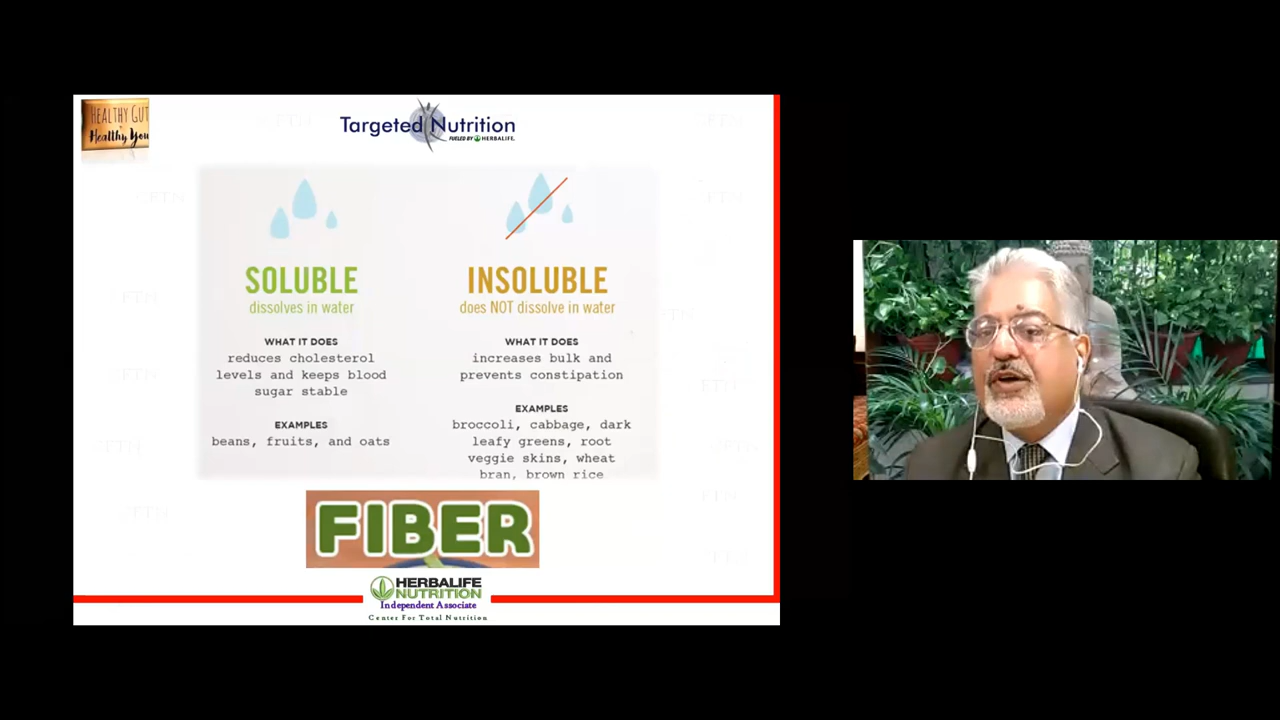 HEALTHY GUT
Healthy You
Targeted Nutrition
FUELED BY HERBALIFE.
SOLUBLE
dissolves in water
WHAT IT DOES
reduces cholesterol
levels and keeps blood
sugar stable
EXAMPLES
beans, fruits, and oats
INSOLUBLE
does NOT dissolve in water
WHAT IT DOES
increases bulk and
prevents constipation
EXAMPLES
broccoli, cabbage, dark
leafy greens, root
veggie skins, wheat
bran, brown rice
FIBER
HERBALIFE
NUTRITION
Independent Associate
Center For Total Nutrition